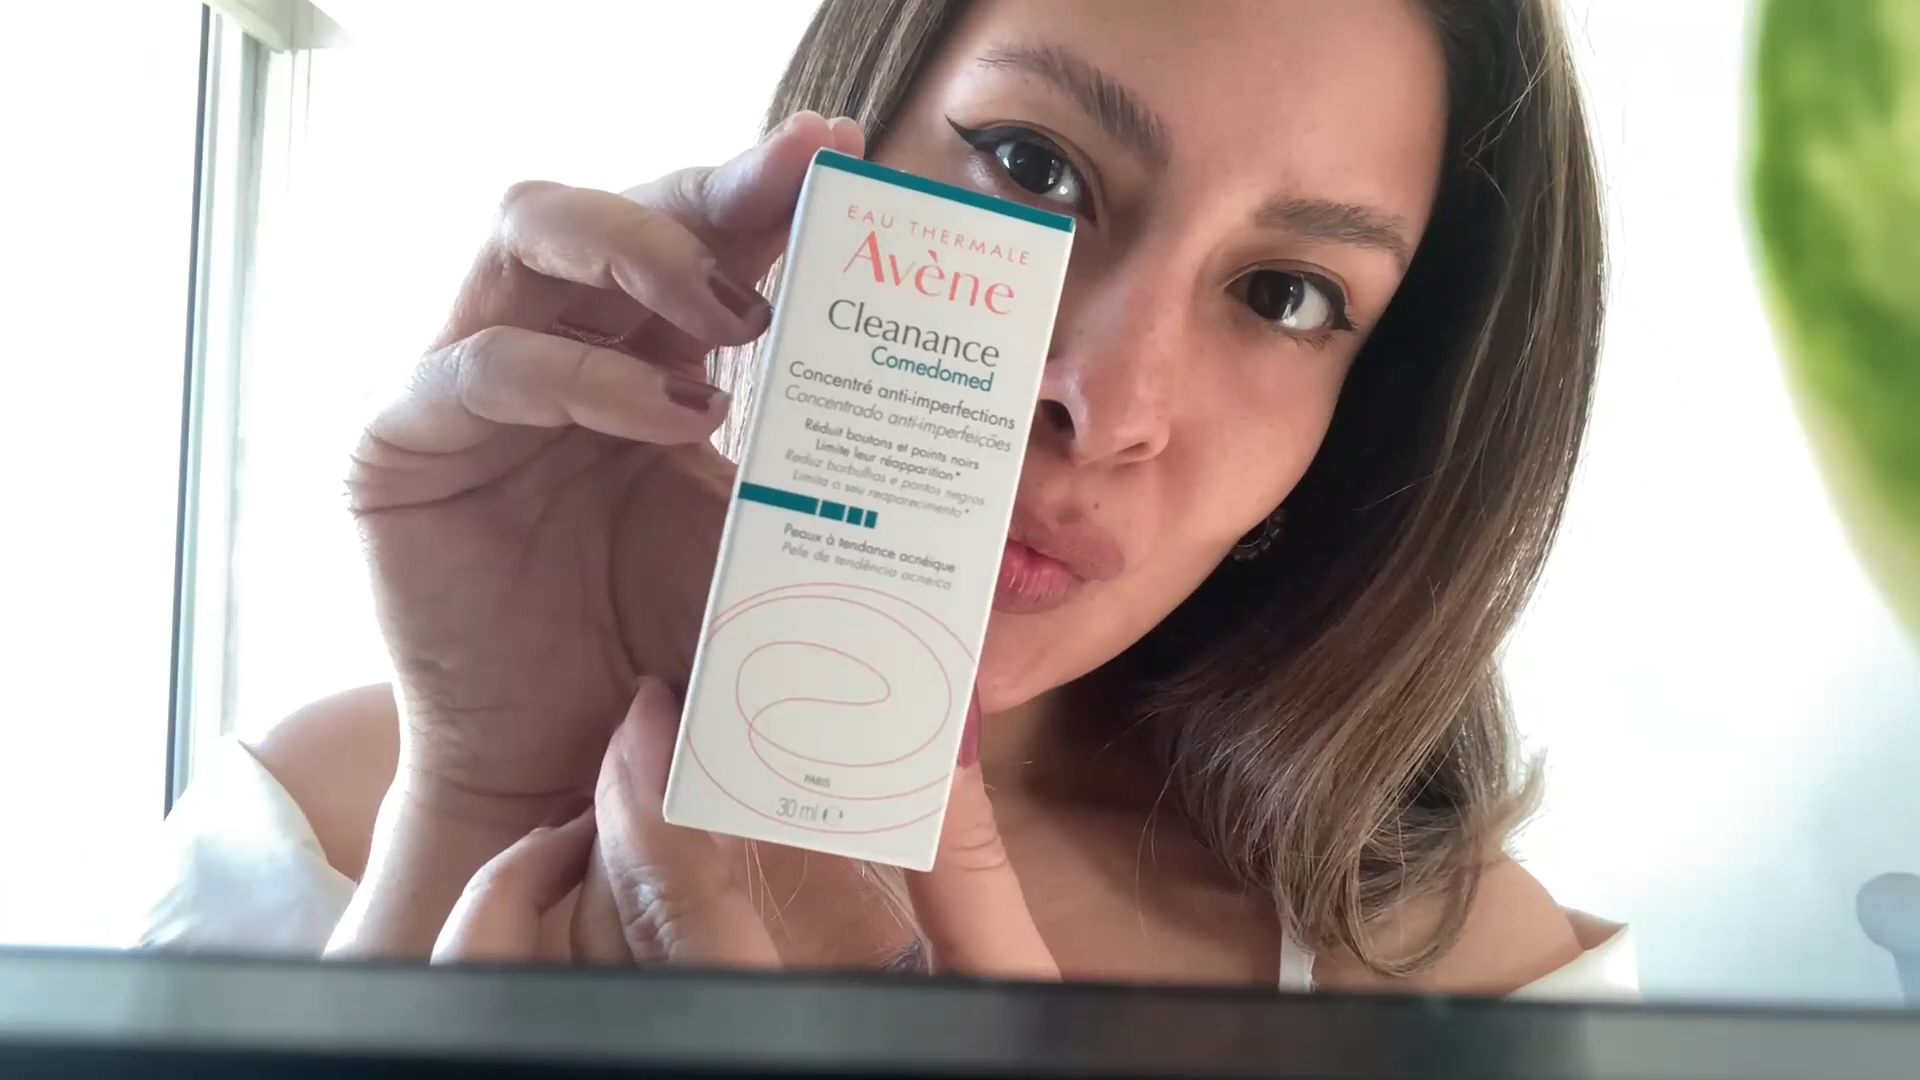 EAU THERMALE
Avène
Cleanance
Comedomed
Concentré anti-imperfections
Concentrado anti-imperfeições
Réduit boutons et points noirs
Limite leur réapparition*
Reduz borbulhas e pontos negros
Limita o seu reaparecimento*
Peaux à tendance acnéique
Pele de tendência acneica
PARIS
30 ml e